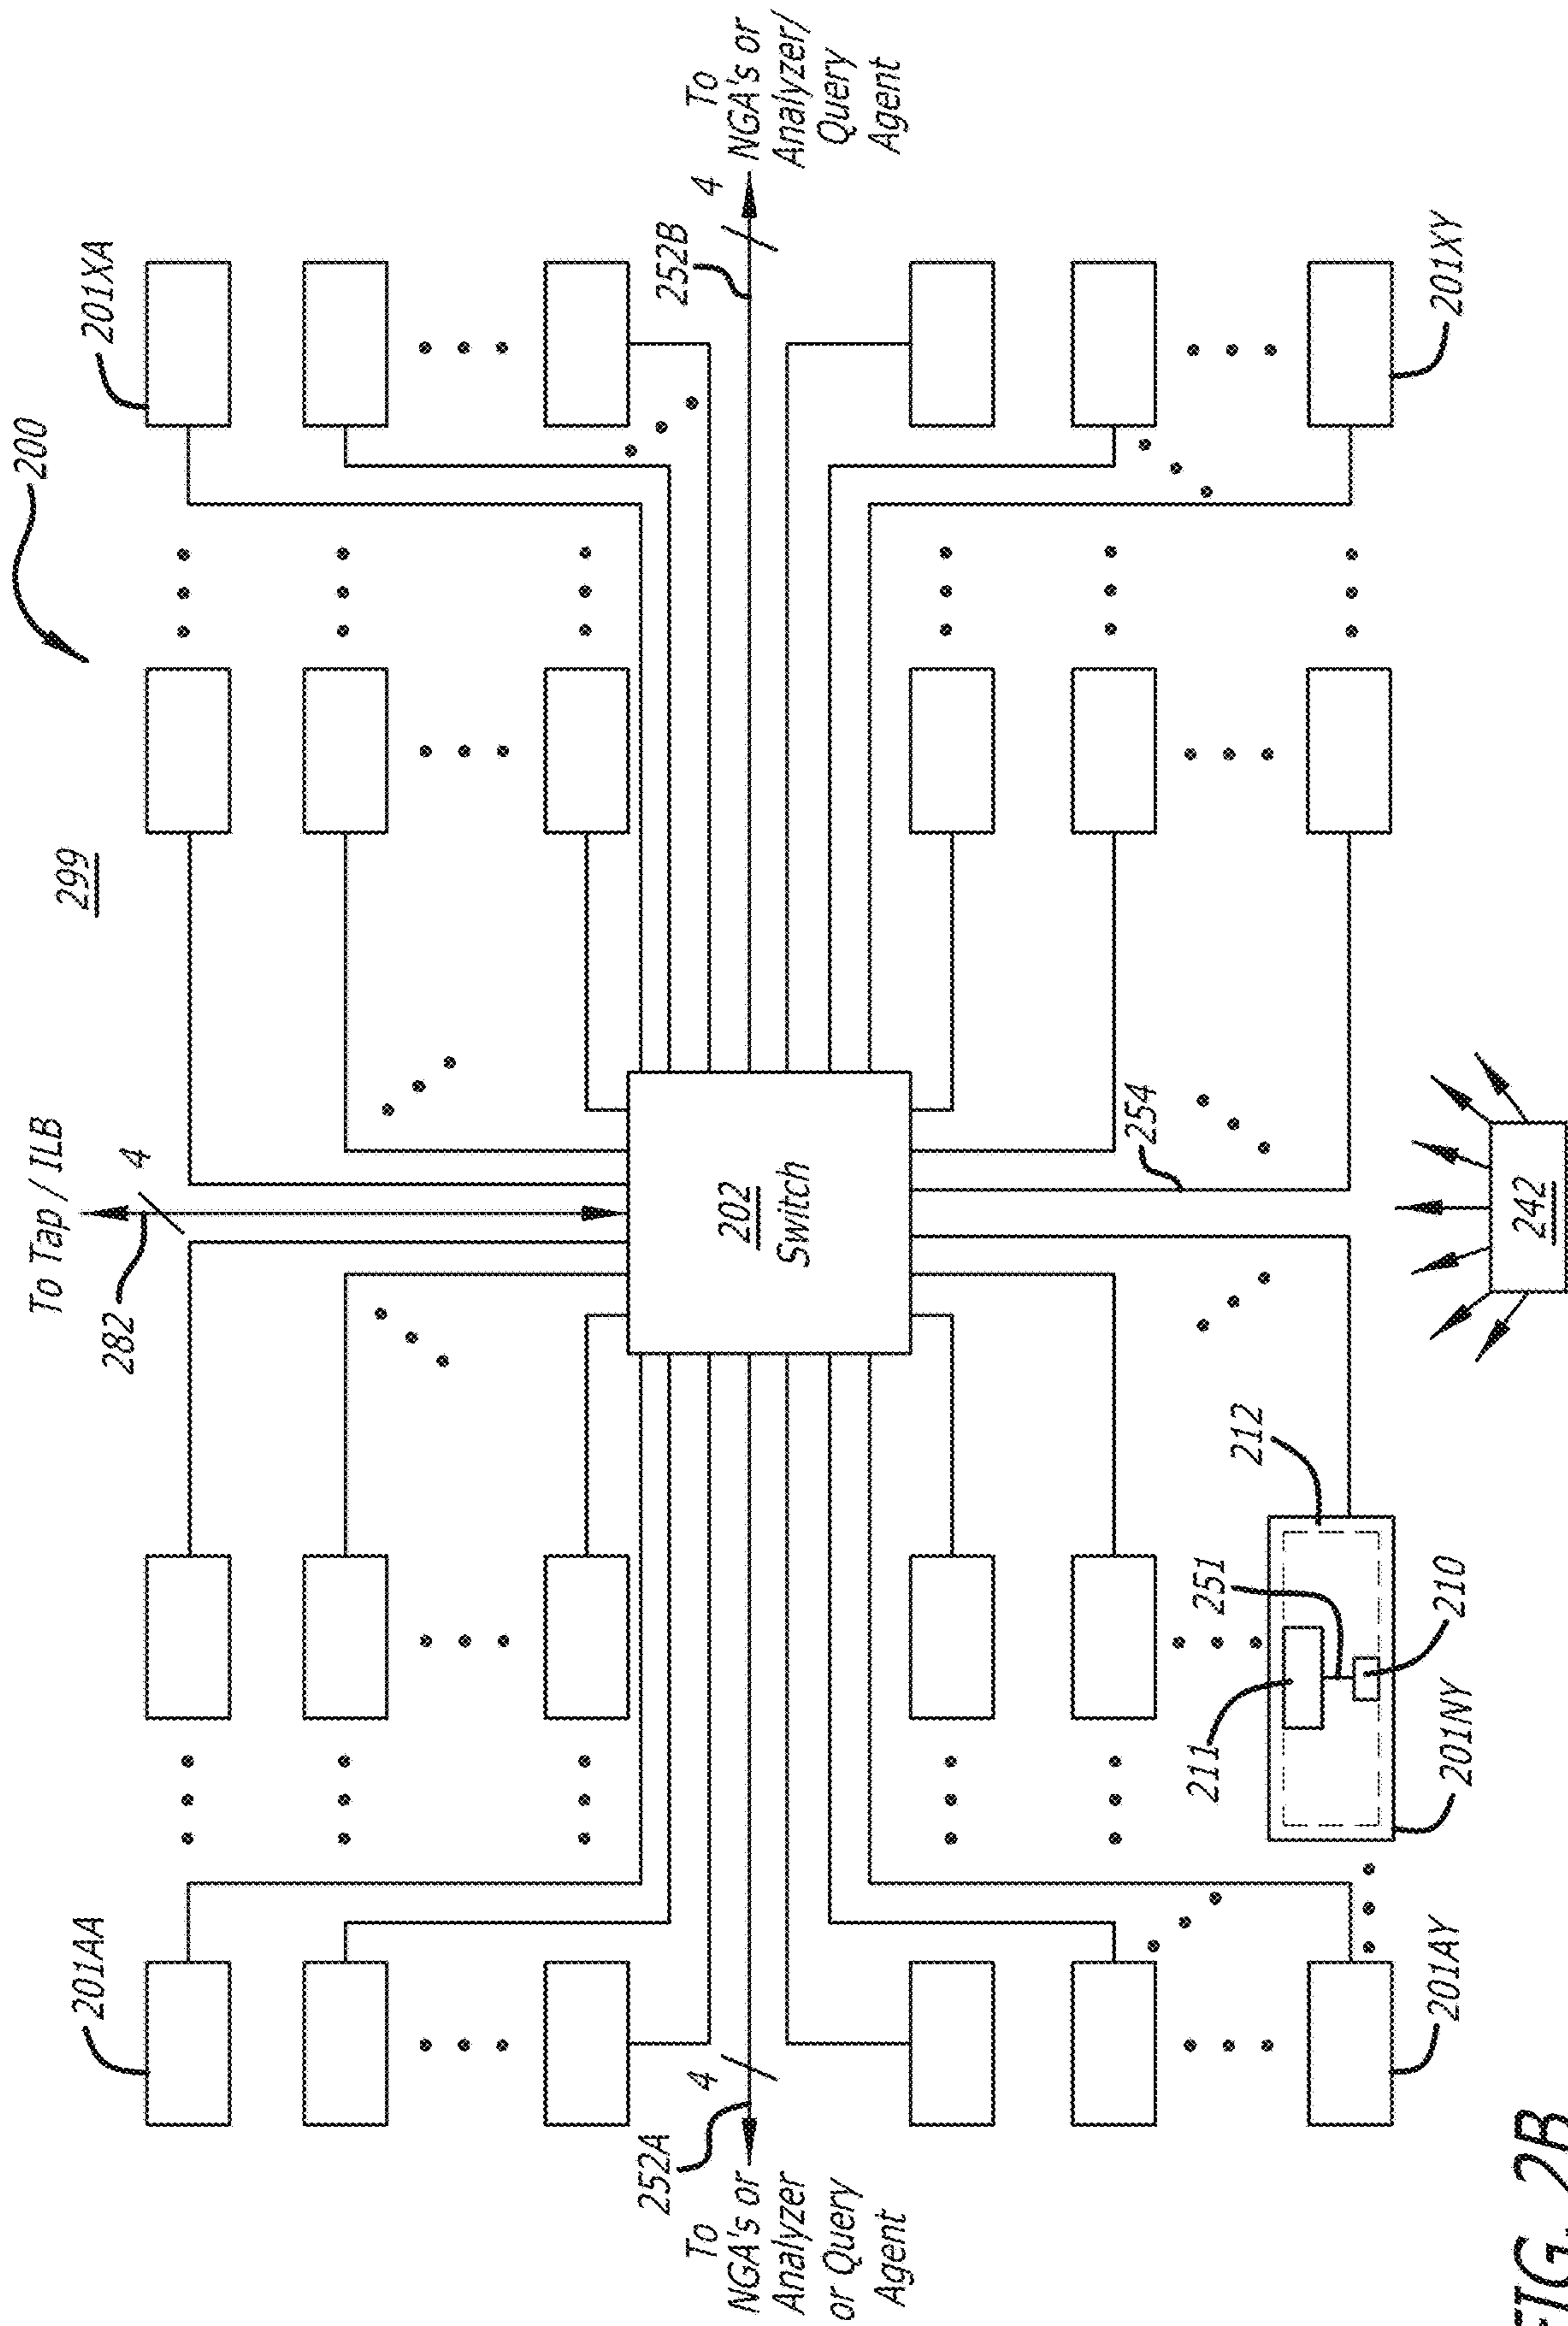 200
To Tap / ILB
4
282
299
201AA
201XA
252A
4
To
NGA's or
Analyzer
or Query
Agent
202
Switch
252B
4
To
NGA's or
Analyzer/
Query
Agent
254
212
251
211
210
201NY
201AY
201XY
242
FIG. 2B